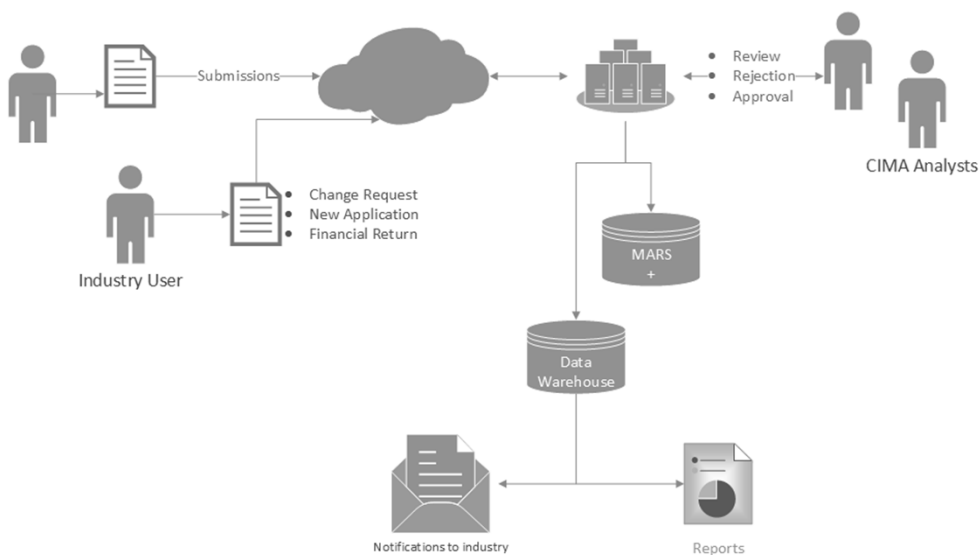 Submissions
Review
Rejection
Approval
CIMA Analysts
Change Request
New Application
Financial Return
Industry User
MARS
+
Data
Warehouse
Notifications to industry
Reports